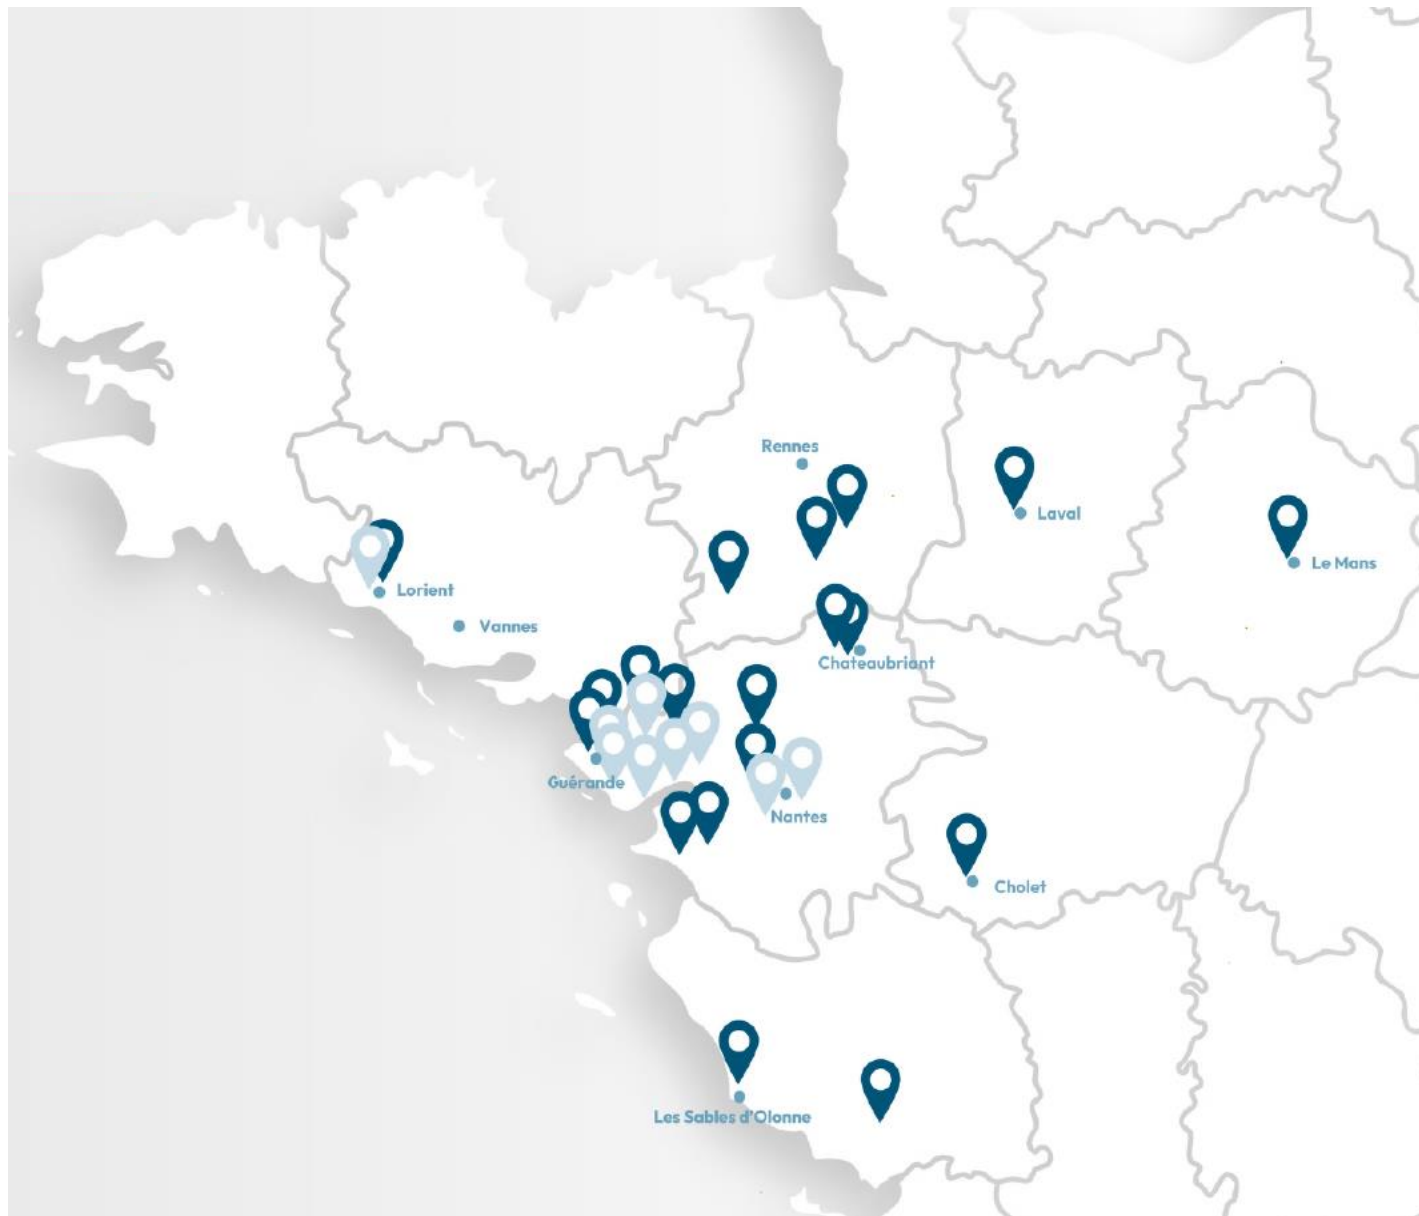 Rennes
Laval
Le Mans
Lorient
Vannes
Chateaubriant
Guérande
Nantes
Cholet
Les Sables d'Olonne